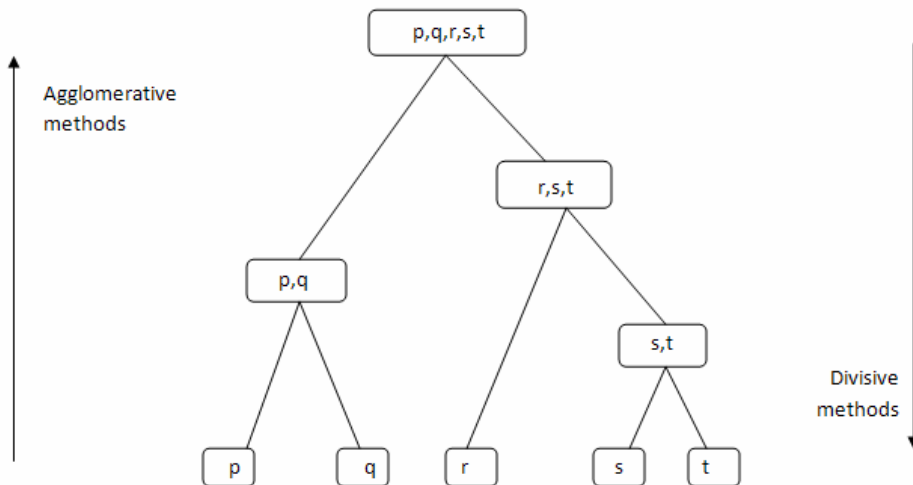 p,q,r,s,t
Agglomerative
methods
r,s,t
p,q
s,t
Divisive
methods
p
q
r
s
t